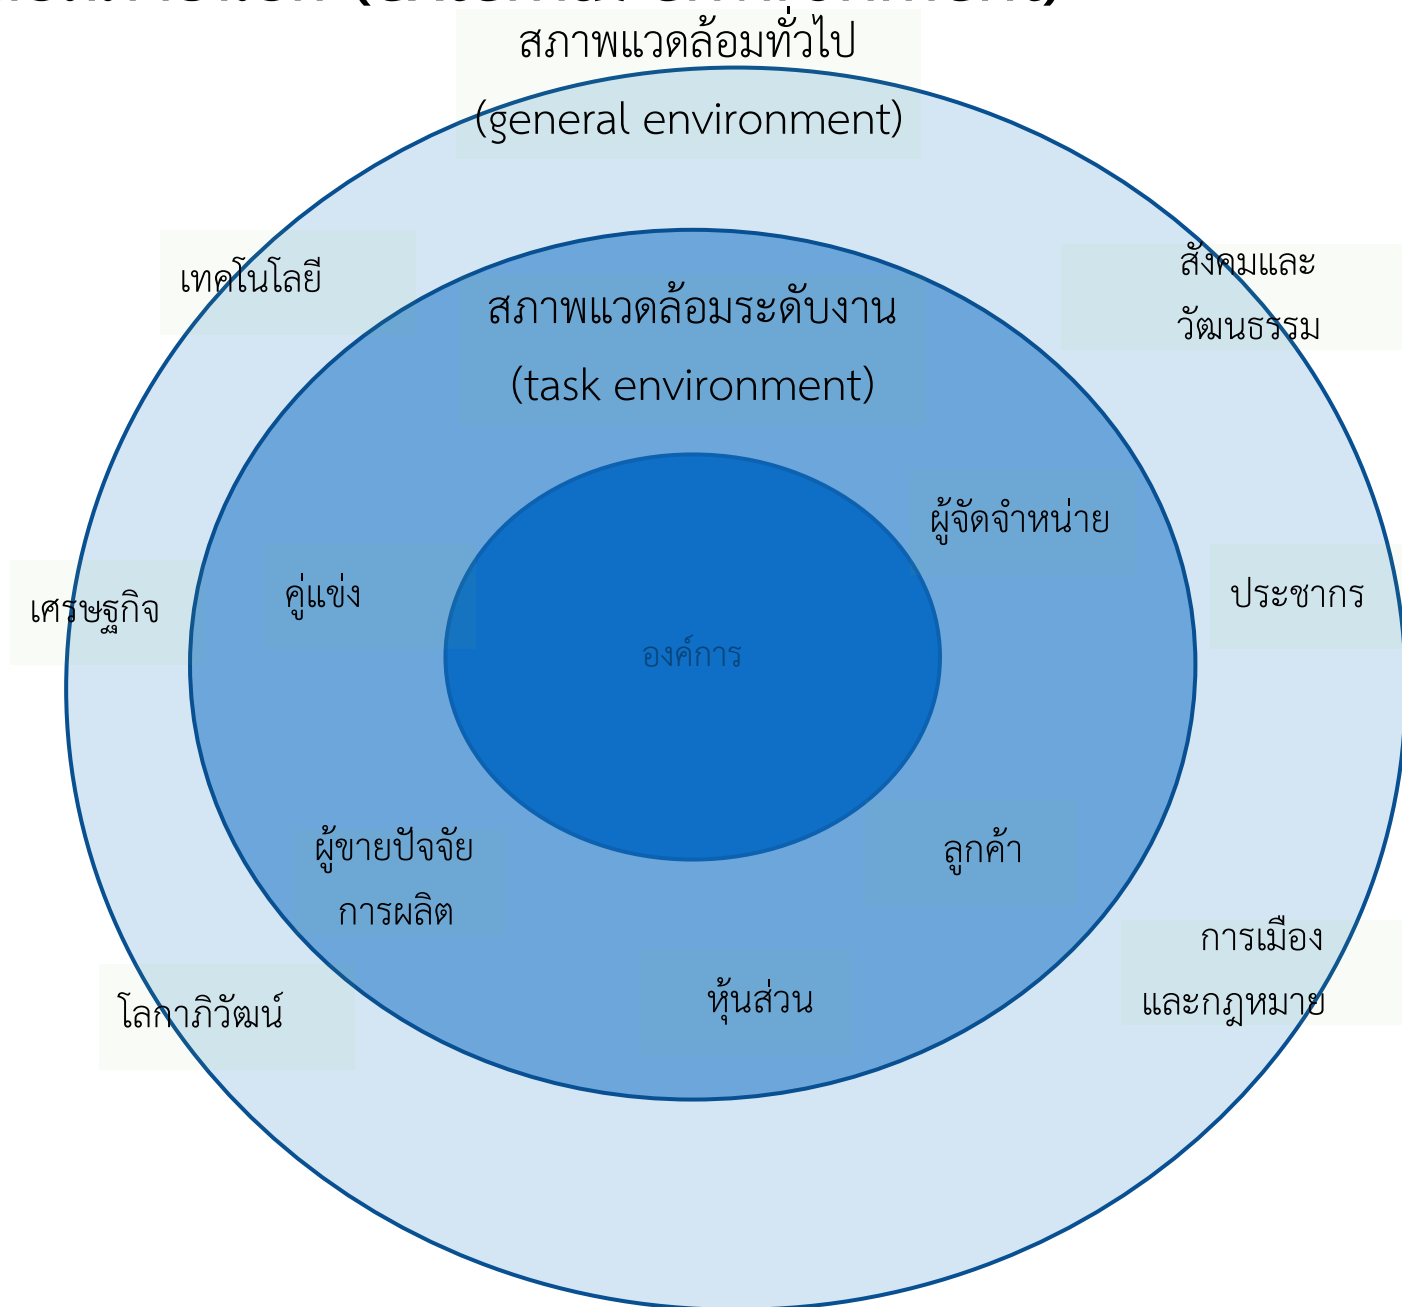 (external environment)
สภาพแวดล้อมทั่วไป
(general environment)
เทคโนโลยี
สังคมและ
วัฒนธรรม
สภาพแวดล้อมระดับงาน
(task environment)
ผู้จัดจำหน่าย
คู่แข่ง
ประชากร
เศรษฐกิจ
องค์การ
ผู้ขายปัจจัย
การผลิต
ลูกค้า
การเมือง
และกฎหมาย
หุ้นส่วน
โลกาภิวัฒน์